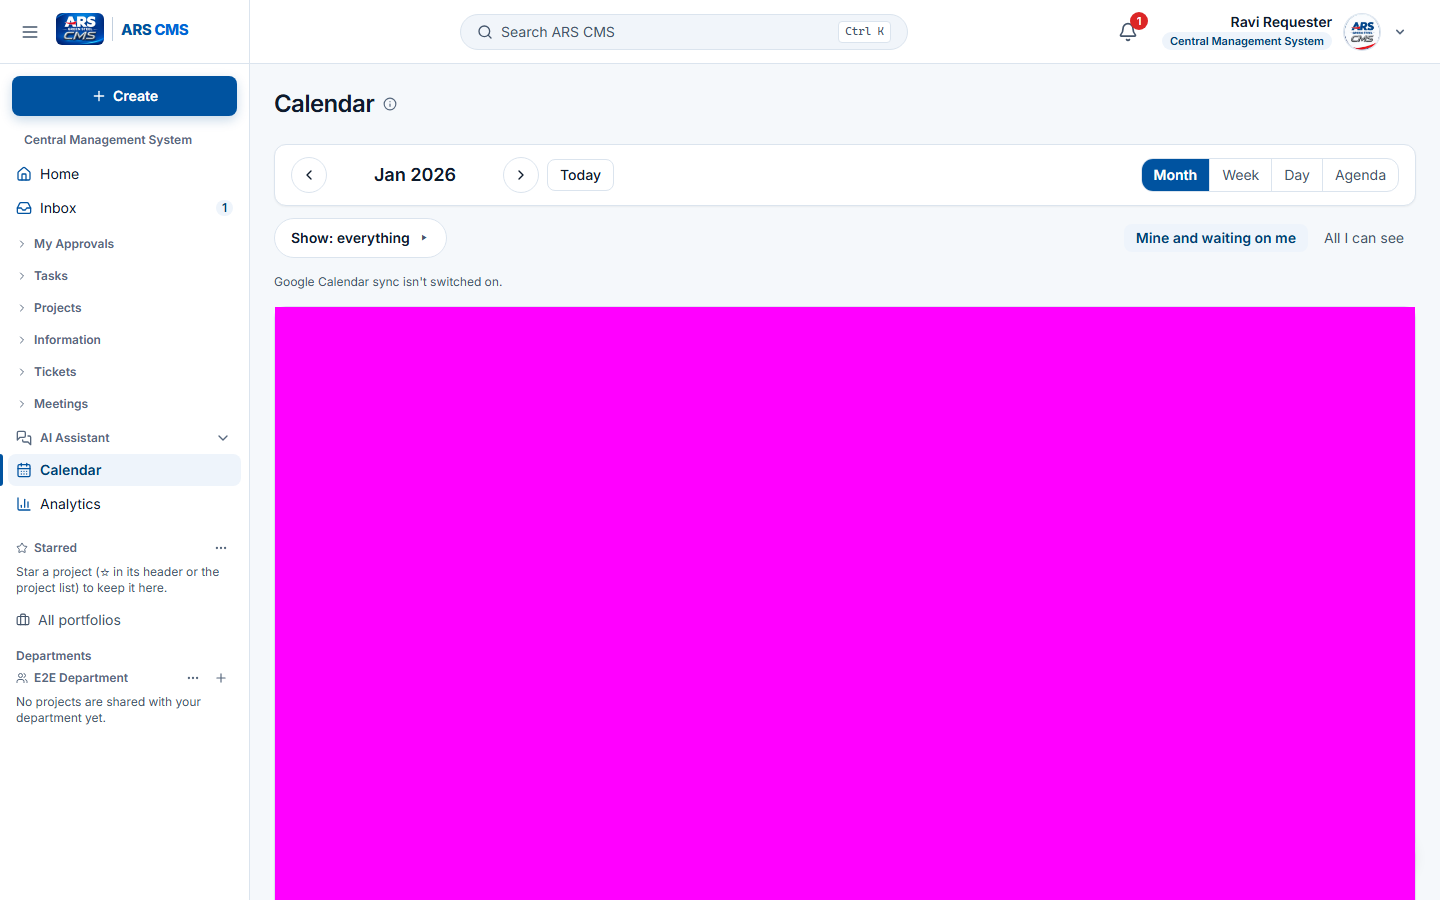 ARS
CMS
ARS CMS
Search ARS CMS
Ctrl K
1
Ravi Requester
Central Management System
ARS
CMS
Create
Central Management System
Home
Inbox
1
My Approvals
Tasks
Projects
Information
Tickets
Meetings
AI Assistant
Calendar
Analytics
Starred
Star a project (☆ in its header or the
project list) to keep it here.
All portfolios
Departments
E2E Department
No projects are shared with your
department yet.
Calendar
Jan 2026
Today
Month
Week
Day
Agenda
Show: everything
Mine and waiting on me
All I can see
Google Calendar sync isn't switched on.